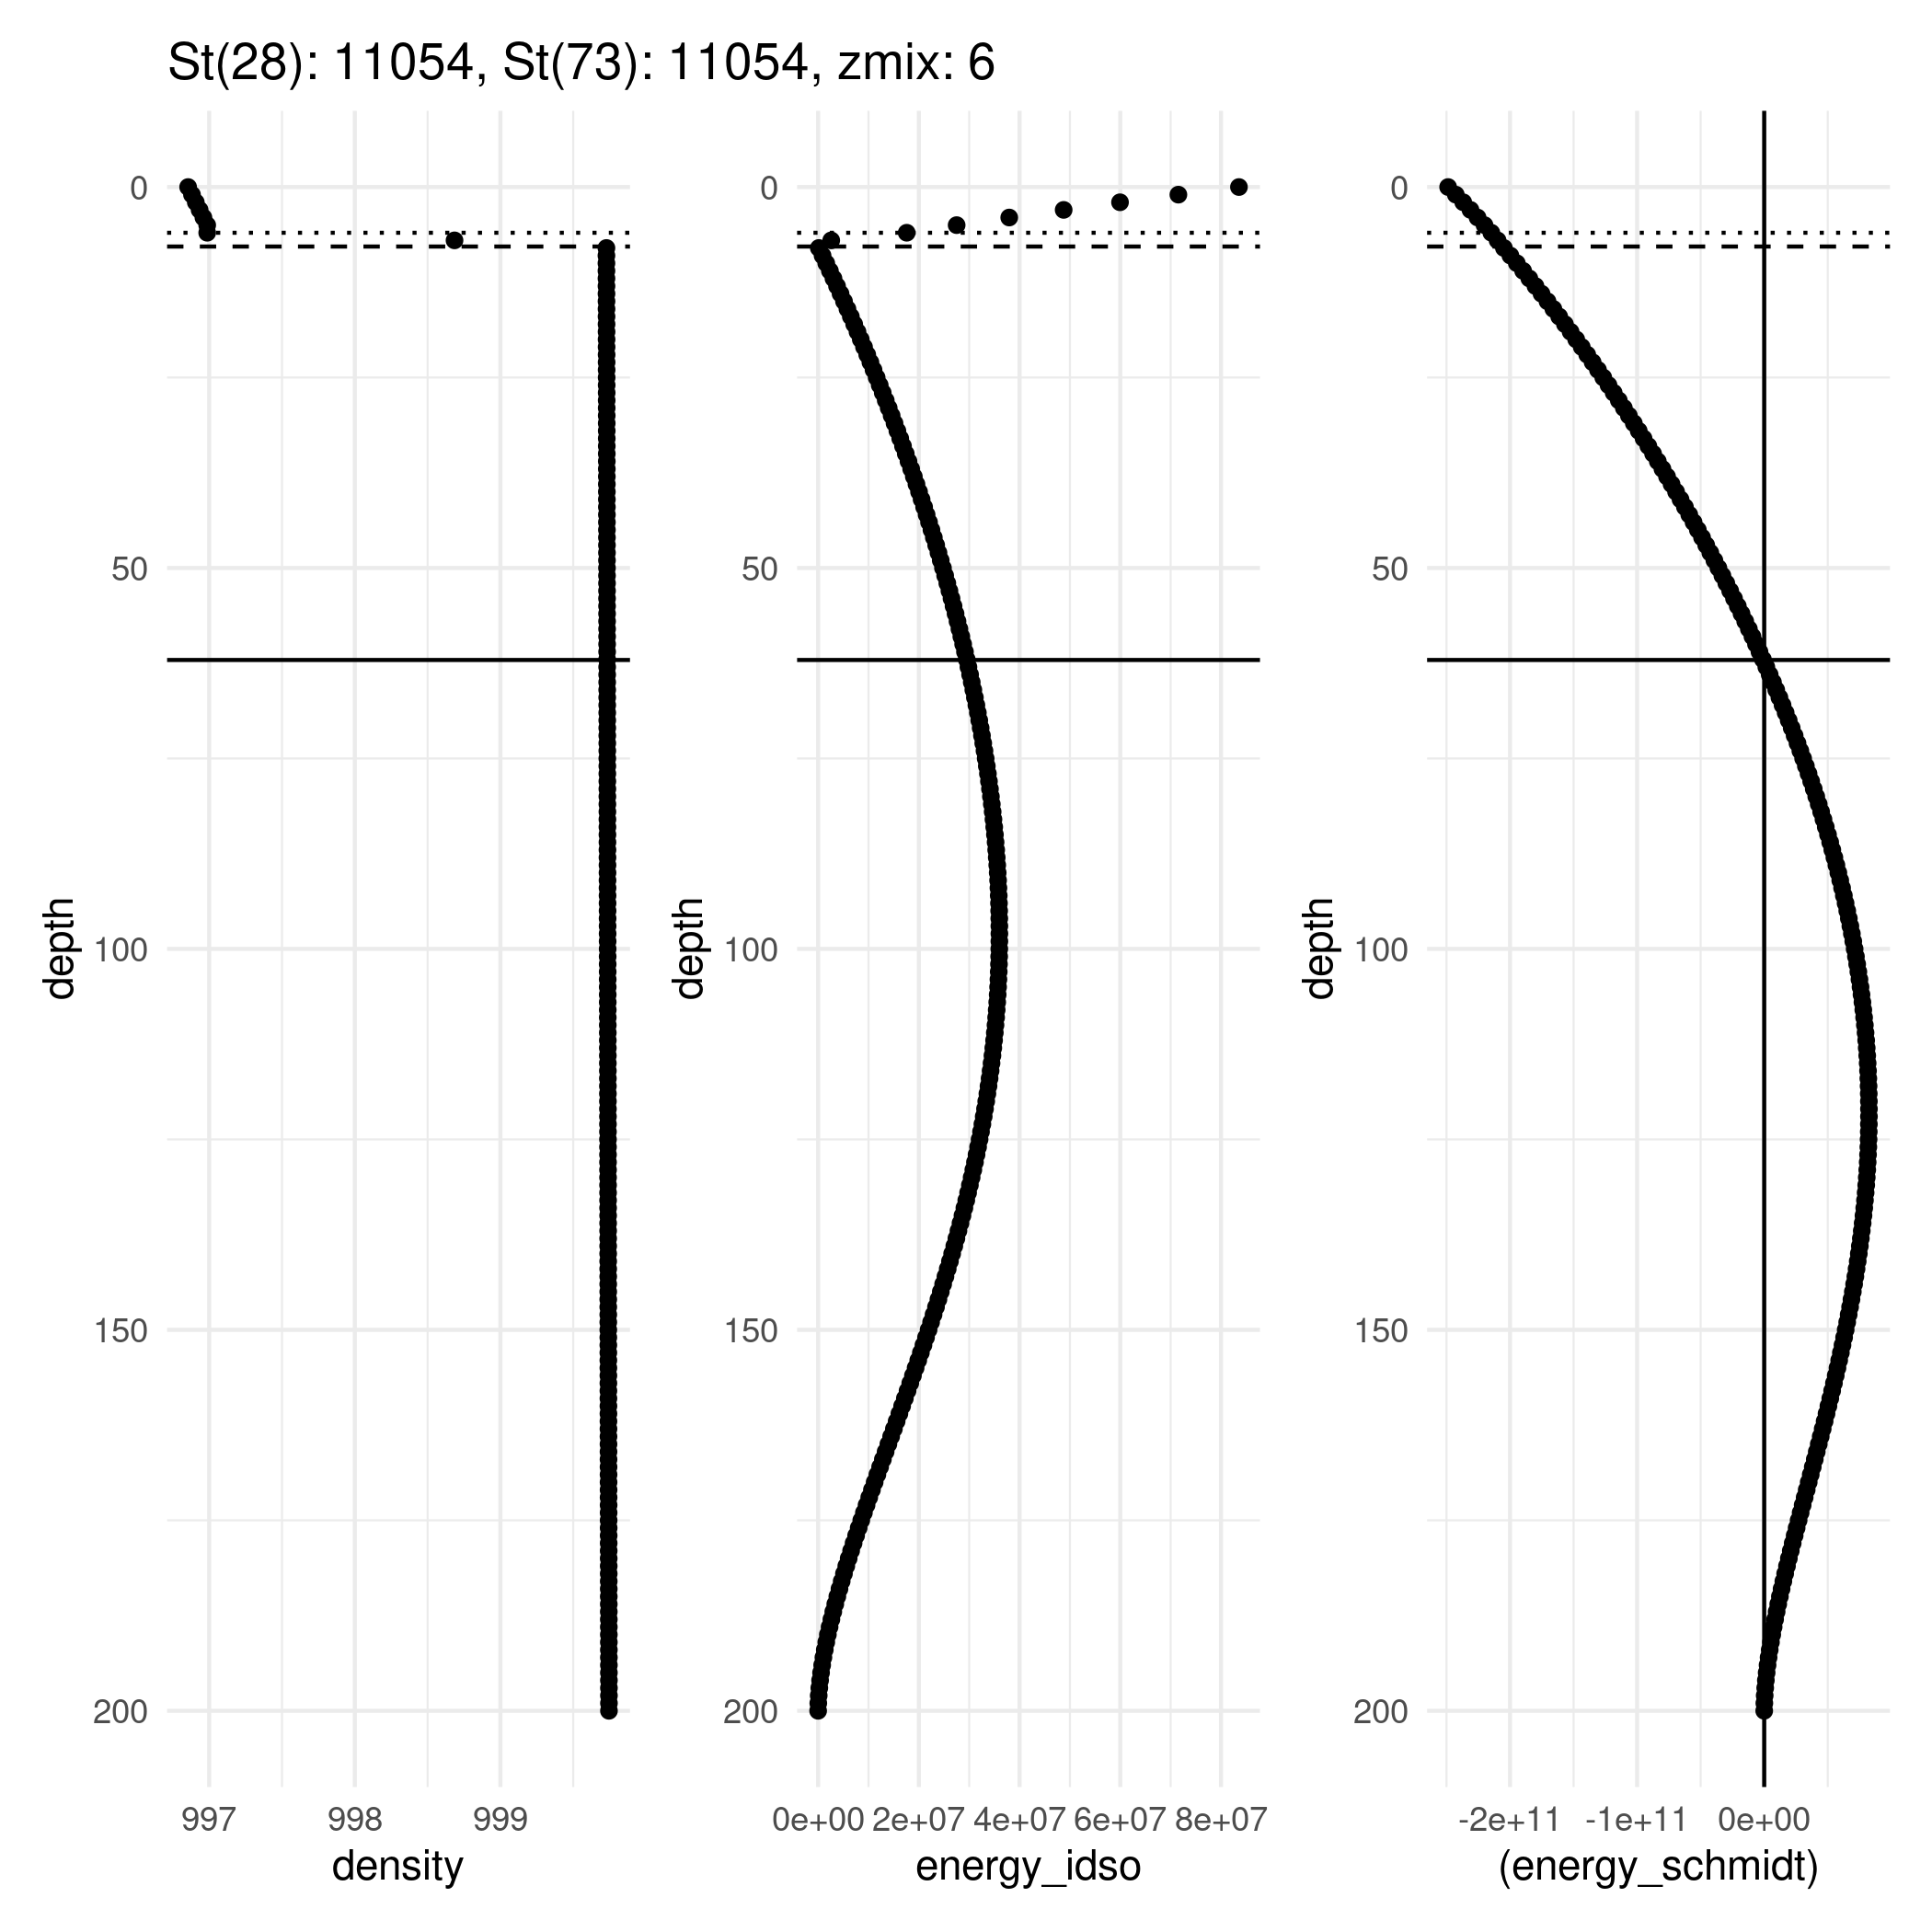 St(28): 11054, St(73): 11054, zmix: 6
0
50
100
150
200
depth
997 998 999
density
0
50
100
150
200
depth
0e+00 2e+07 4e+07 6e+07 8e+07
energy_idso
0
50
100
150
200
depth
-2e+11 -1e+11 0e+00
(energy_schmidt)